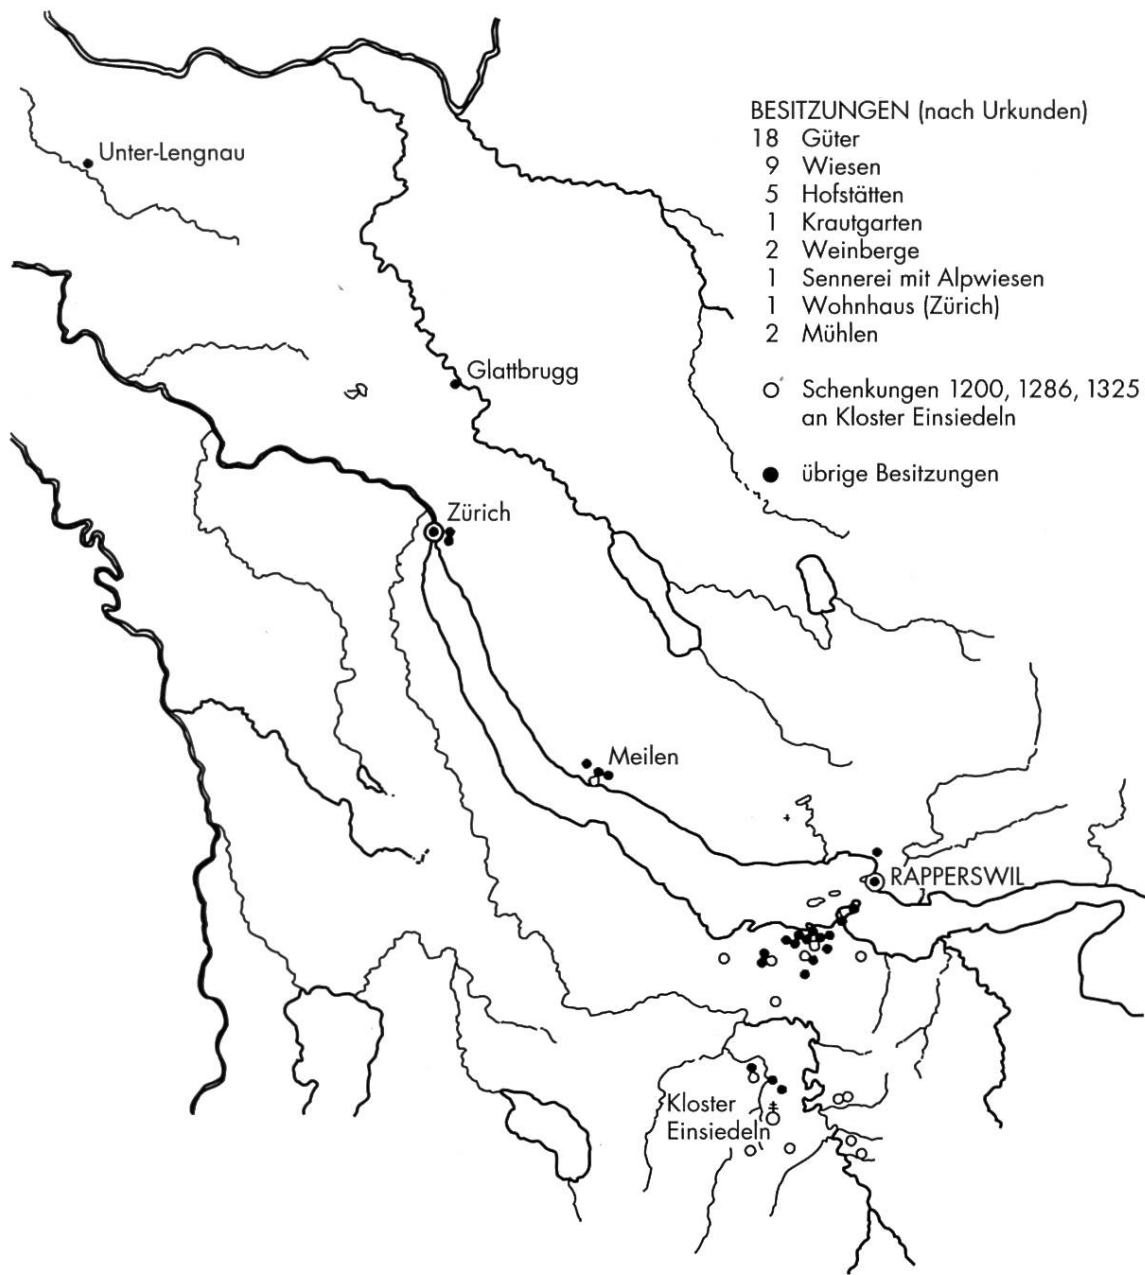 BESITZUNGEN (nach Urkunden)
18 Güter
9 Wiesen
5 Hofstätten
1 Krautgarten
2 Weinberge
1 Sennerei mit Alpwiesen
1 Wohnhaus (Zürich)
2 Mühlen
Schenkungen 1200, 1286, 1325
an Kloster Einsiedeln
übrige Besitzungen
Unter-Lengnau
Glattbrugg
Zürich
Meilen
RAPPERSWIL
Kloster
Einsiedeln